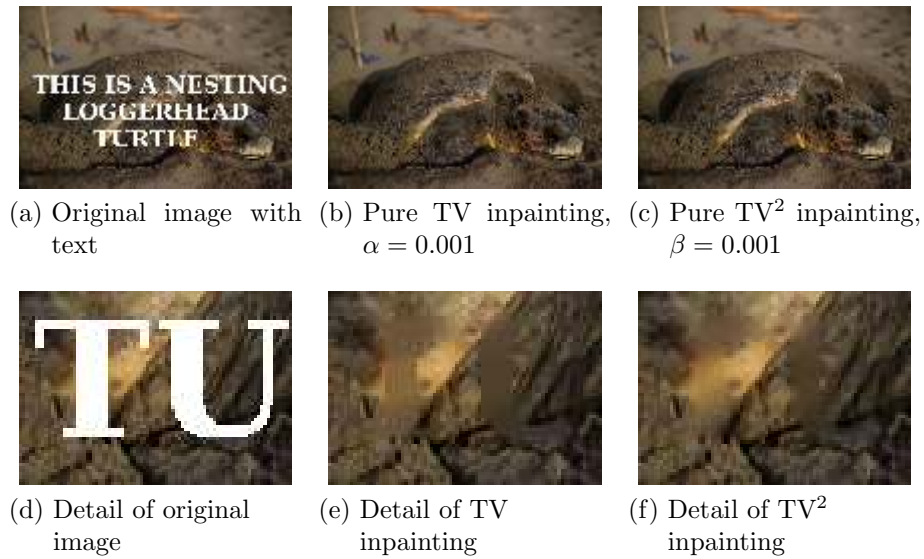 THIS IS A NESTING
LOGGERHEAD
TURTLE
(a) Original image with text
(b) Pure TV inpainting, α = 0.001
(c) Pure TV² inpainting, β = 0.001
TU
(d) Detail of original image
(e) Detail of TV inpainting
(f) Detail of TV² inpainting